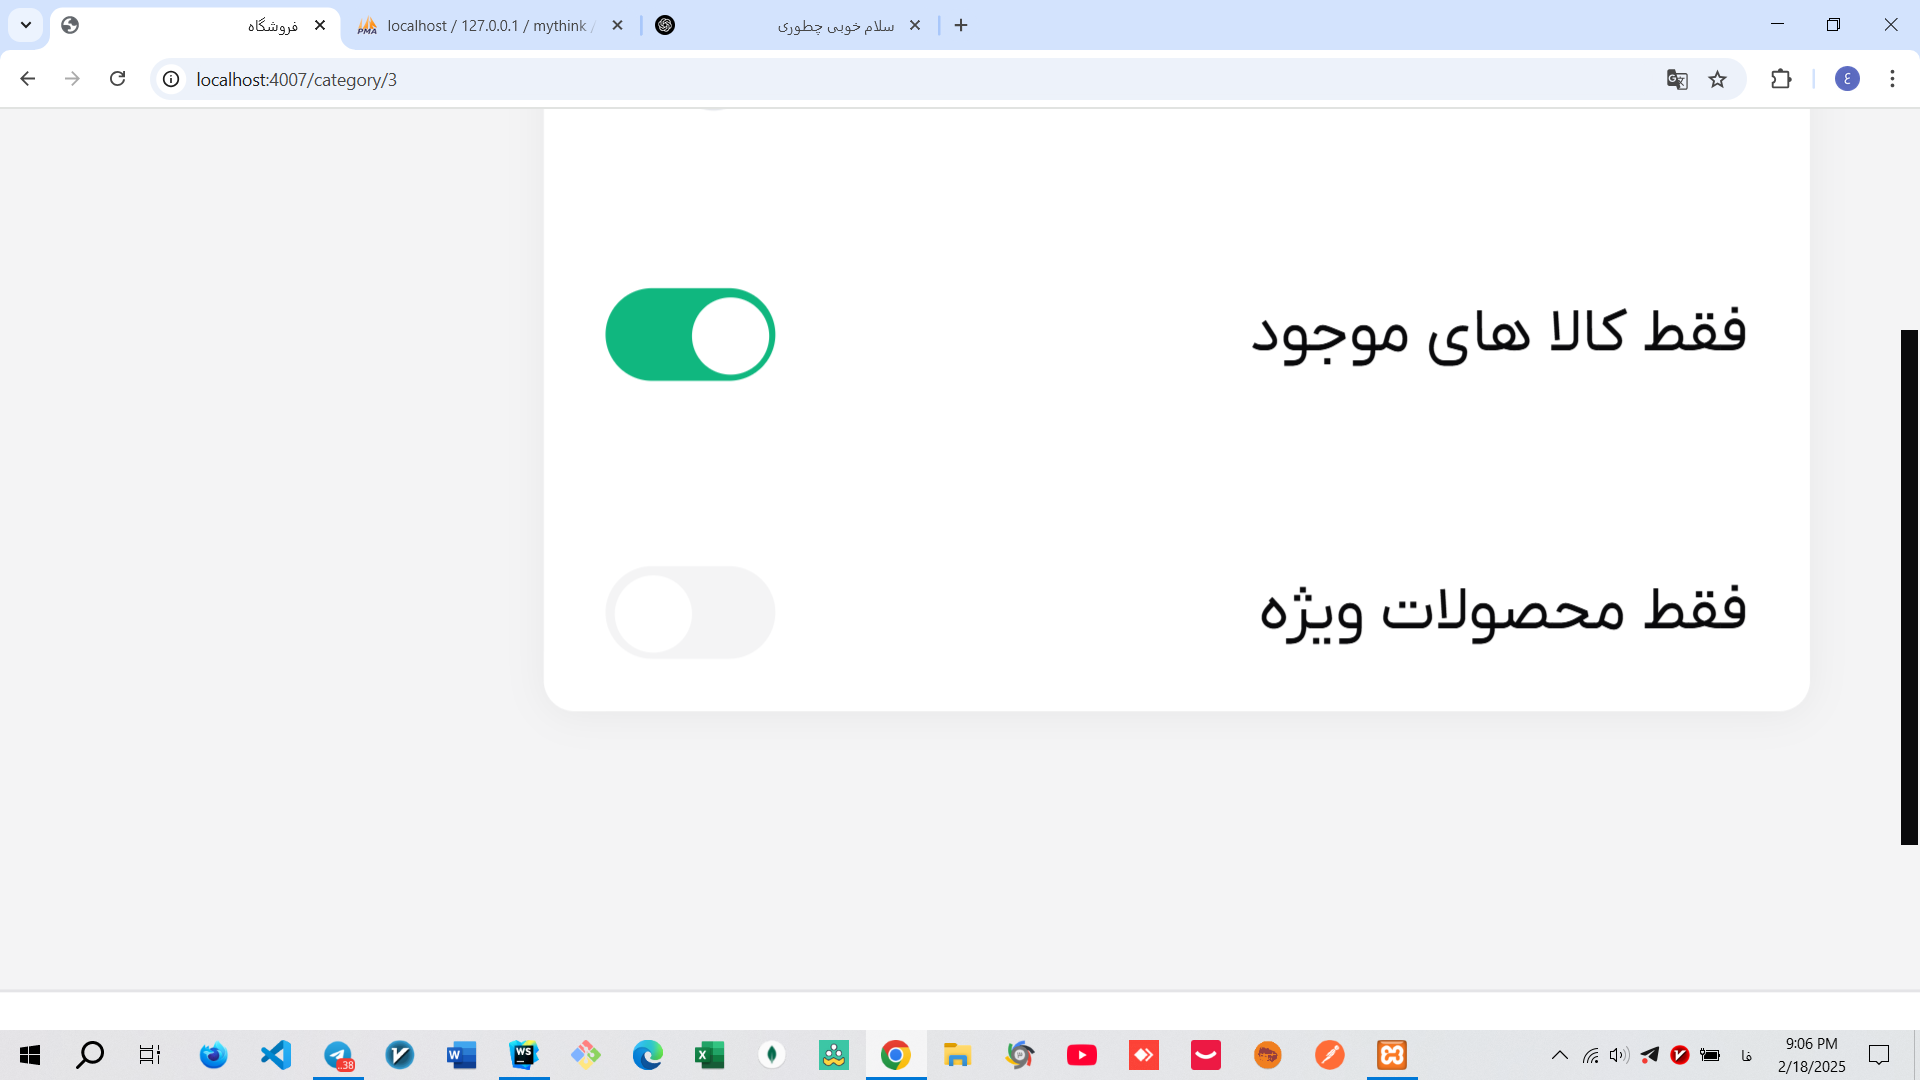 فروشگاه
localhost / 127.0.0.1 / mythink /
سلام خوبی چطوری
localhost:4007/category/3
ع
فقط کالا های موجود
فقط محصولات ویژه
..38
9:06 PM
فا
2/18/2025